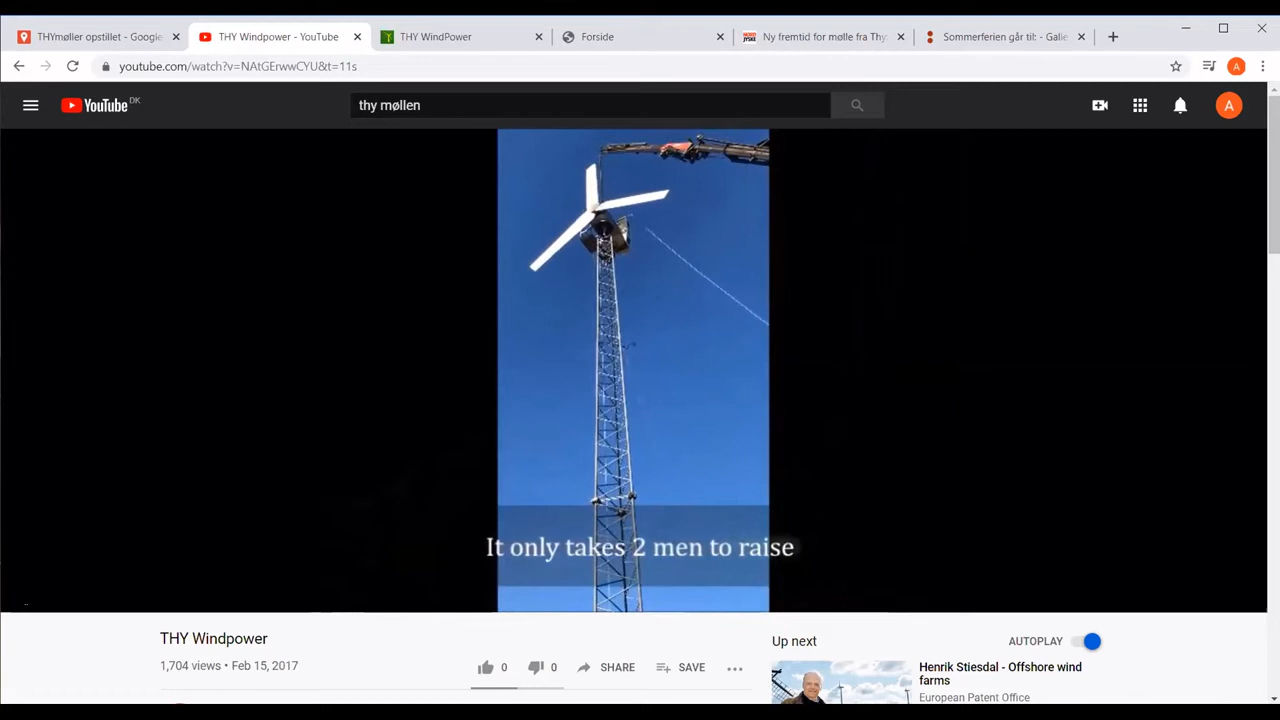 THYmøller opstillet - Google
THY Windpower - YouTube
THY WindPower
Forside
Ny fremtid for mølle fra Thy:
Sommerferien går til: - Galle
youtube.com/watch?v=NAtGErwwCYU&t=11s
A
YouTube DK
thy møllen
A
It only takes 2 men to raise
THY Windpower
1,704 views • Feb 15, 2017
0
0
SHARE
SAVE
Up next
AUTOPLAY
Henrik Stiesdal - Offshore wind
farms
European Patent Office